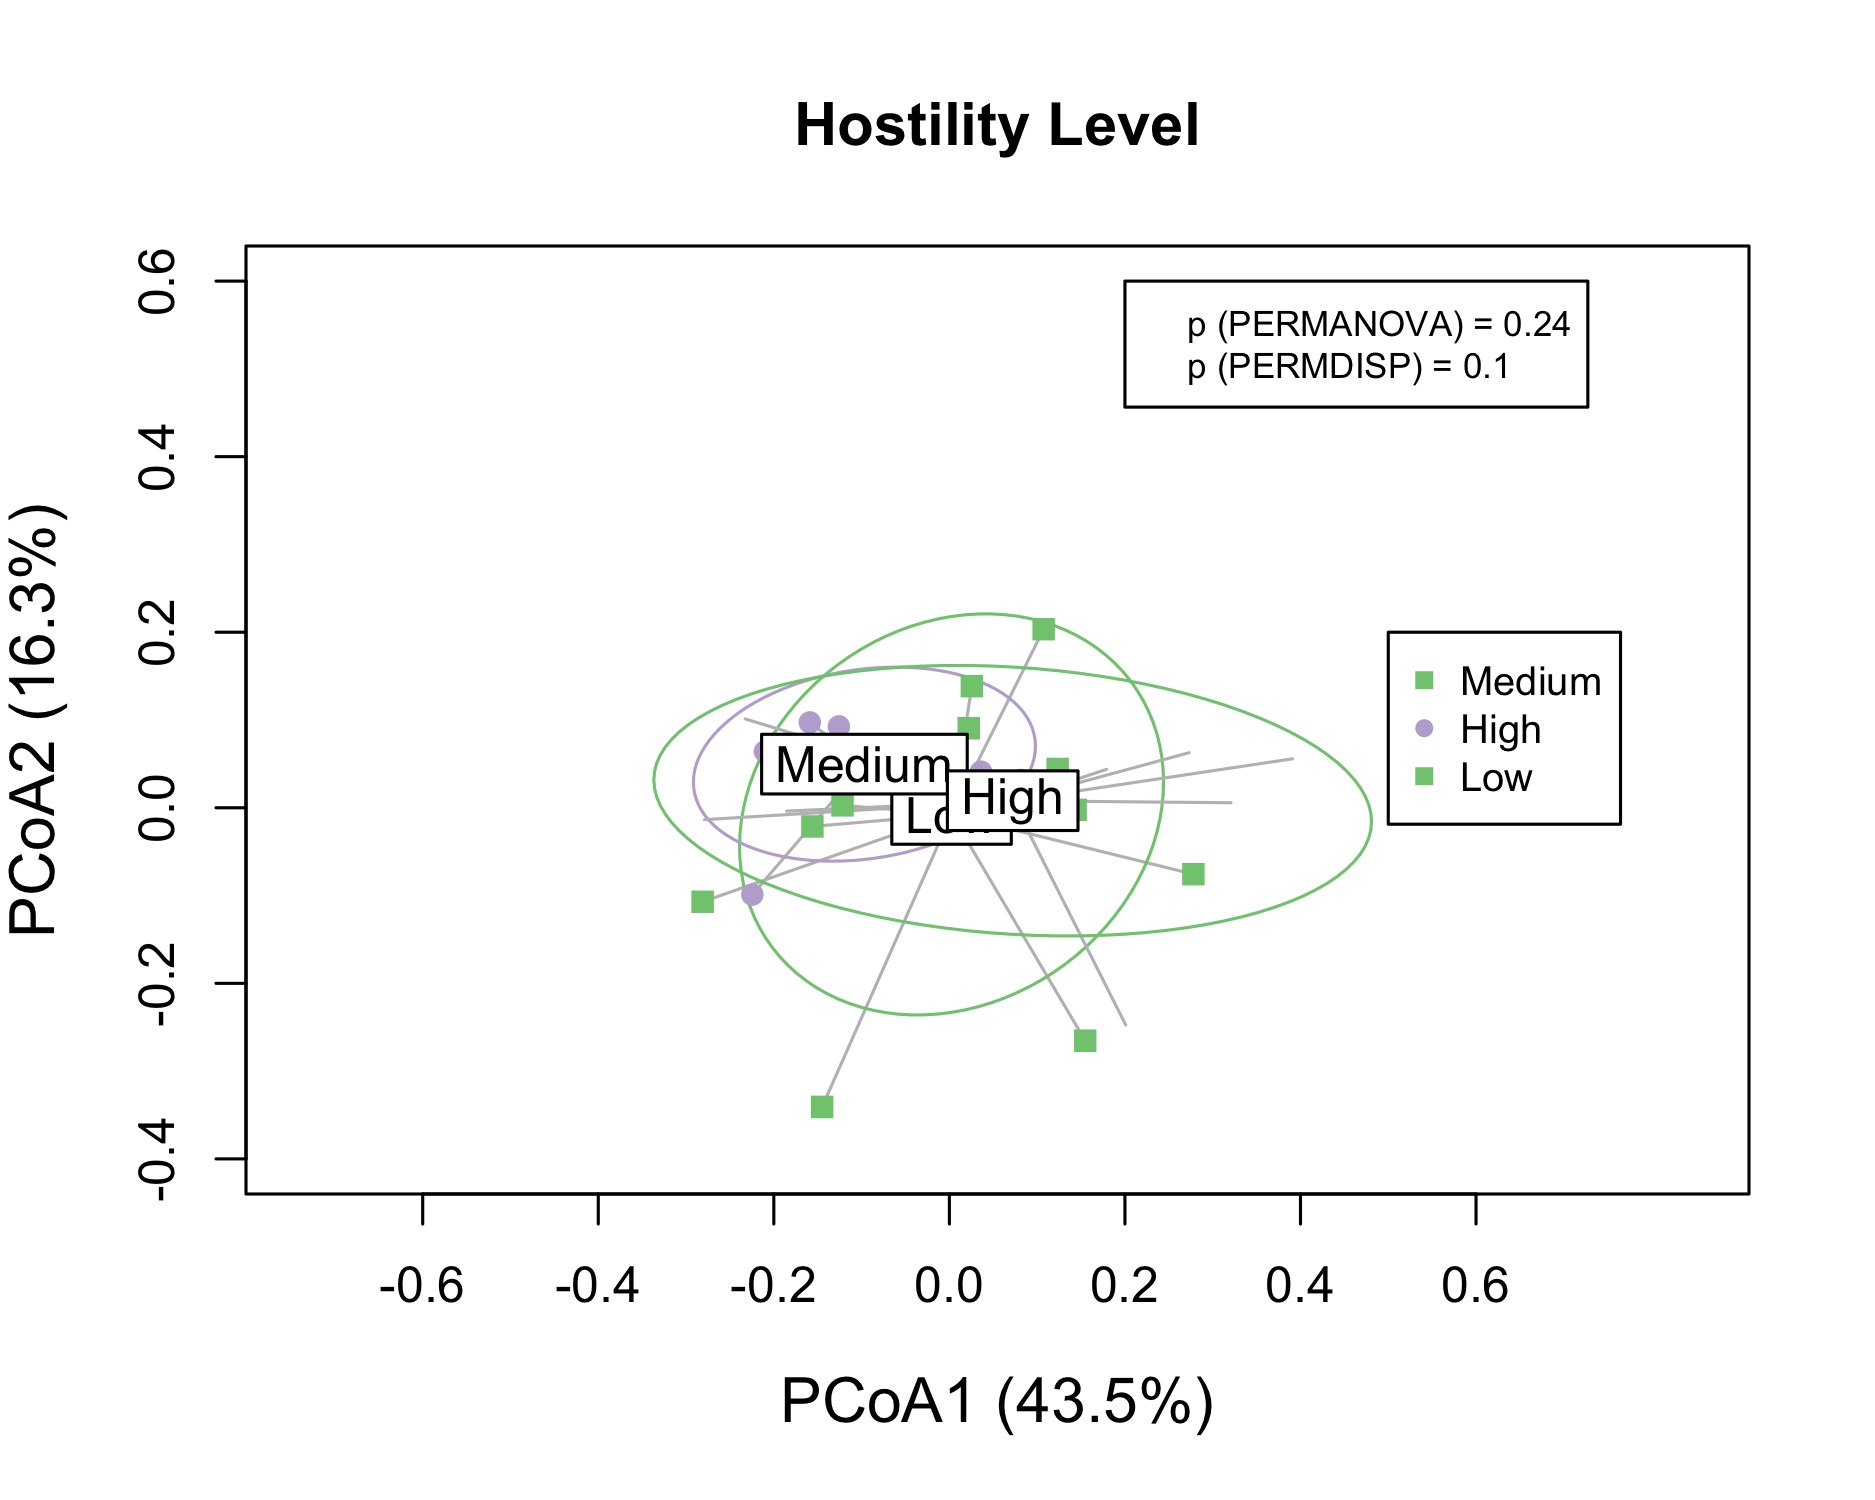 Hostility Level
p (PERMANOVA) = 0.24
p (PERMDISP) = 0.1
PCoA2 (16.3%)
0.6
0.4
0.2
0.0
-0.2
-0.4
Medium
High
Medium
High
Low
-0.6 -0.4 -0.2 0.0 0.2 0.4 0.6
PCoA1 (43.5%)